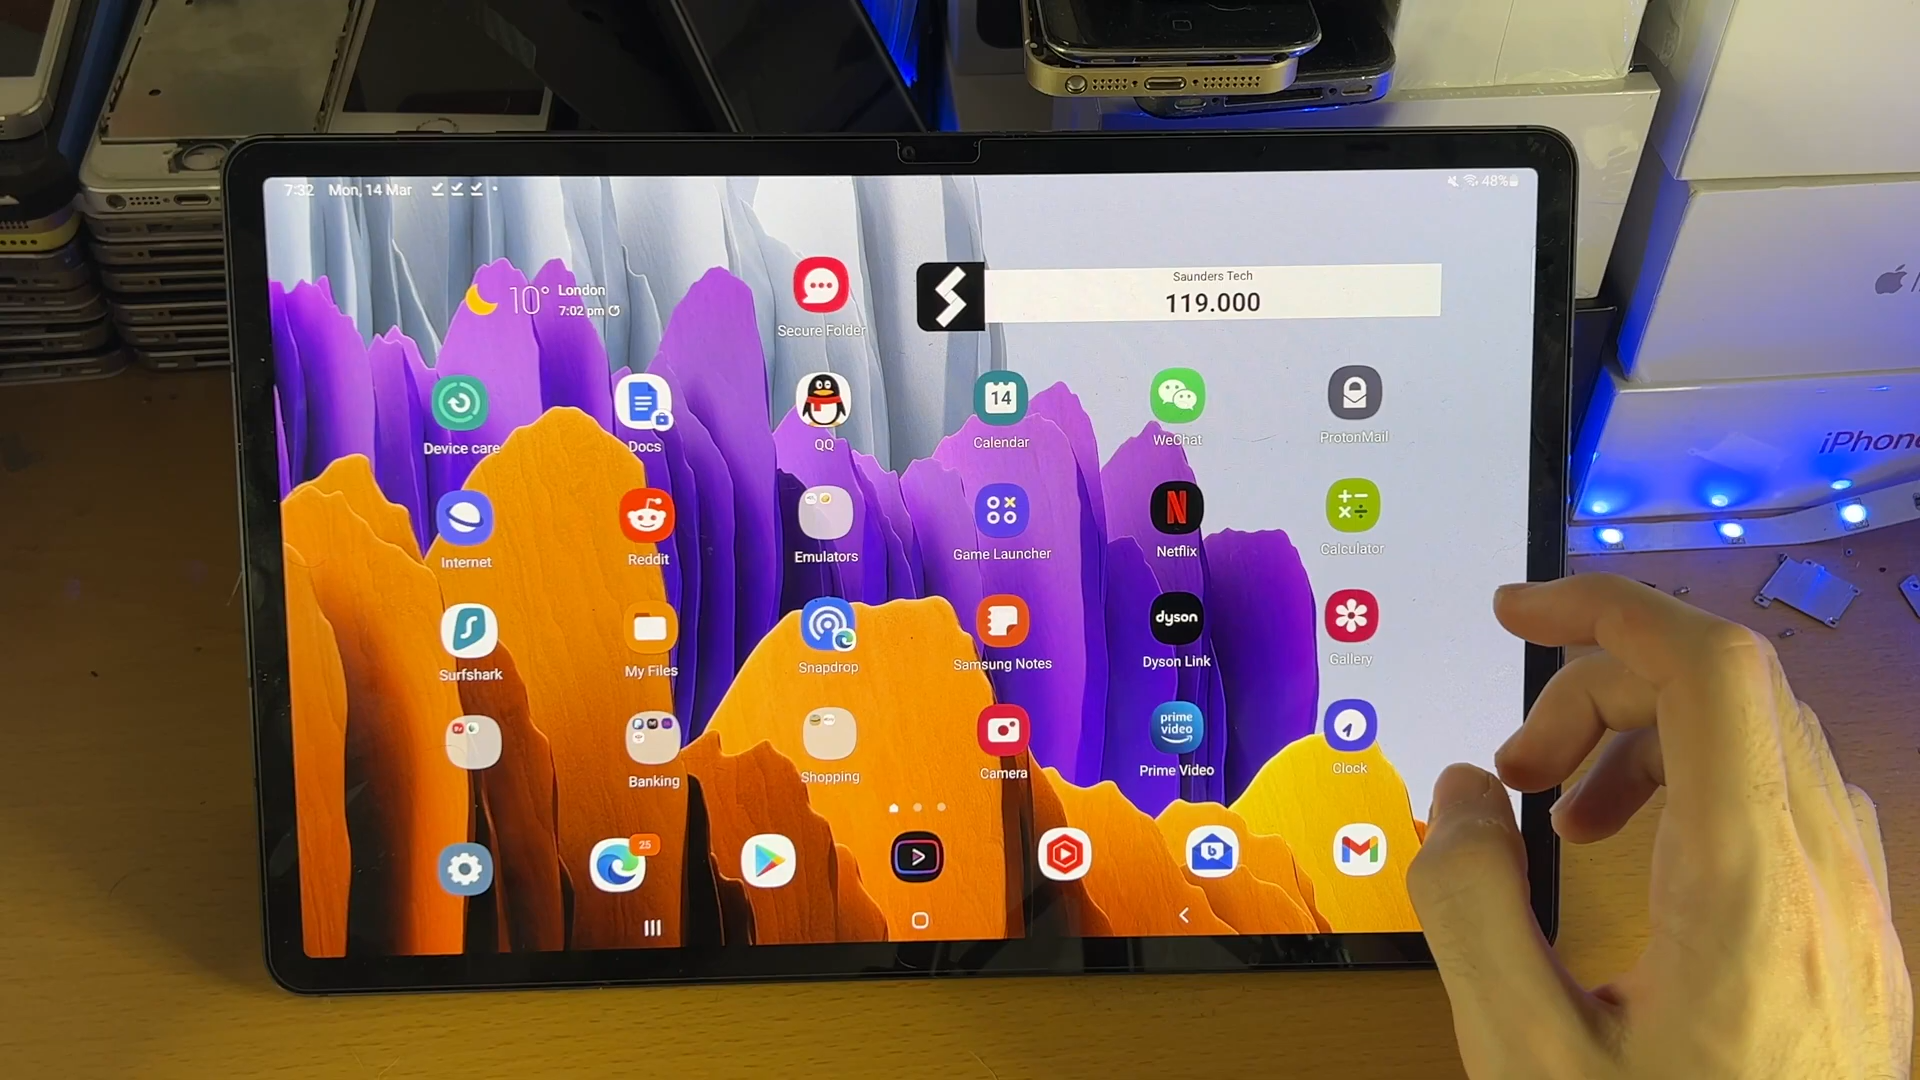 7:32 Mon, 14 Mar
48%
10° London
7:02 pm
Secure Folder
Saunders Tech
119.000
Device care
Docs
QQ
14
Calendar
WeChat
ProtonMail
Internet
Reddit
Emulators
Game Launcher
N
Netflix
Calculator
Surfshark
My Files
Snapdrop
Samsung Notes
dyson
Dyson Link
Gallery
Banking
Shopping
Camera
prime
video
Prime Video
Clock
25
iPhone